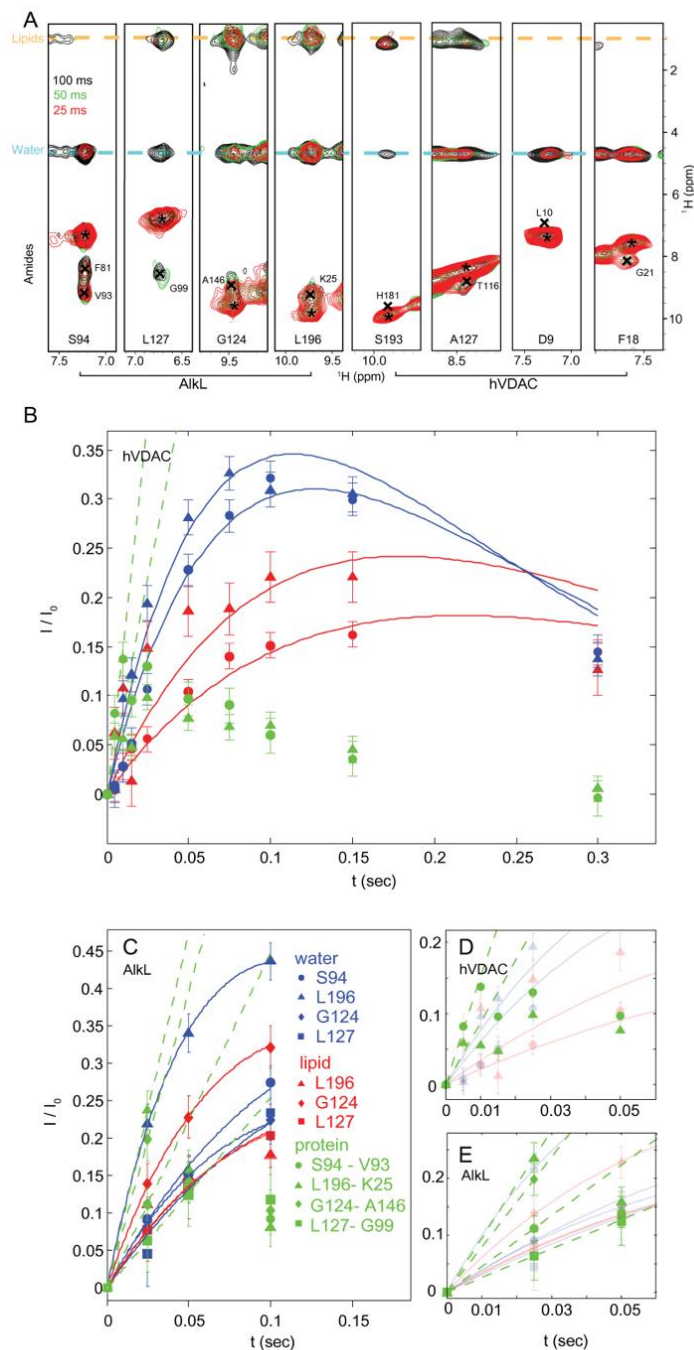 A
Lipids
100 ms
50 ms
25 ms
Water
Amides
F81
V93
G99
A146
K25
H181
T116
L10
G21
S94
L127
G124
L196
S193
A127
D9
F18
2
4
6
8
10
¹H (ppm)
7.5 7.2 7.0 6.5 9.5 10.0 9.5 10.0 8.5 7.5 7.0 7.5
¹H (ppm)
AlkL
hVDAC
B
hVDAC
0.35
0.3
0.25
0.2
0.15
0.1
0.05
0
I / I₀
0 0.05 0.1 0.15 0.2 0.25 0.3
t (sec)
C
AlkL
0.45
0.4
0.35
0.3
0.25
0.2
0.15
0.1
0.05
0
I / I₀
0 0.05 0.1 0.15
t (sec)
water
S94
L196
G124
L127
lipid
L196
G124
L127
protein
S94 - V93
L196- K25
G124- A146
L127- G99
D
hVDAC
0.2
0.1
0
0 0.01 0.03 0.05
E
AlkL
0.2
0.1
0
0 0.01 0.03 0.05
t (sec)